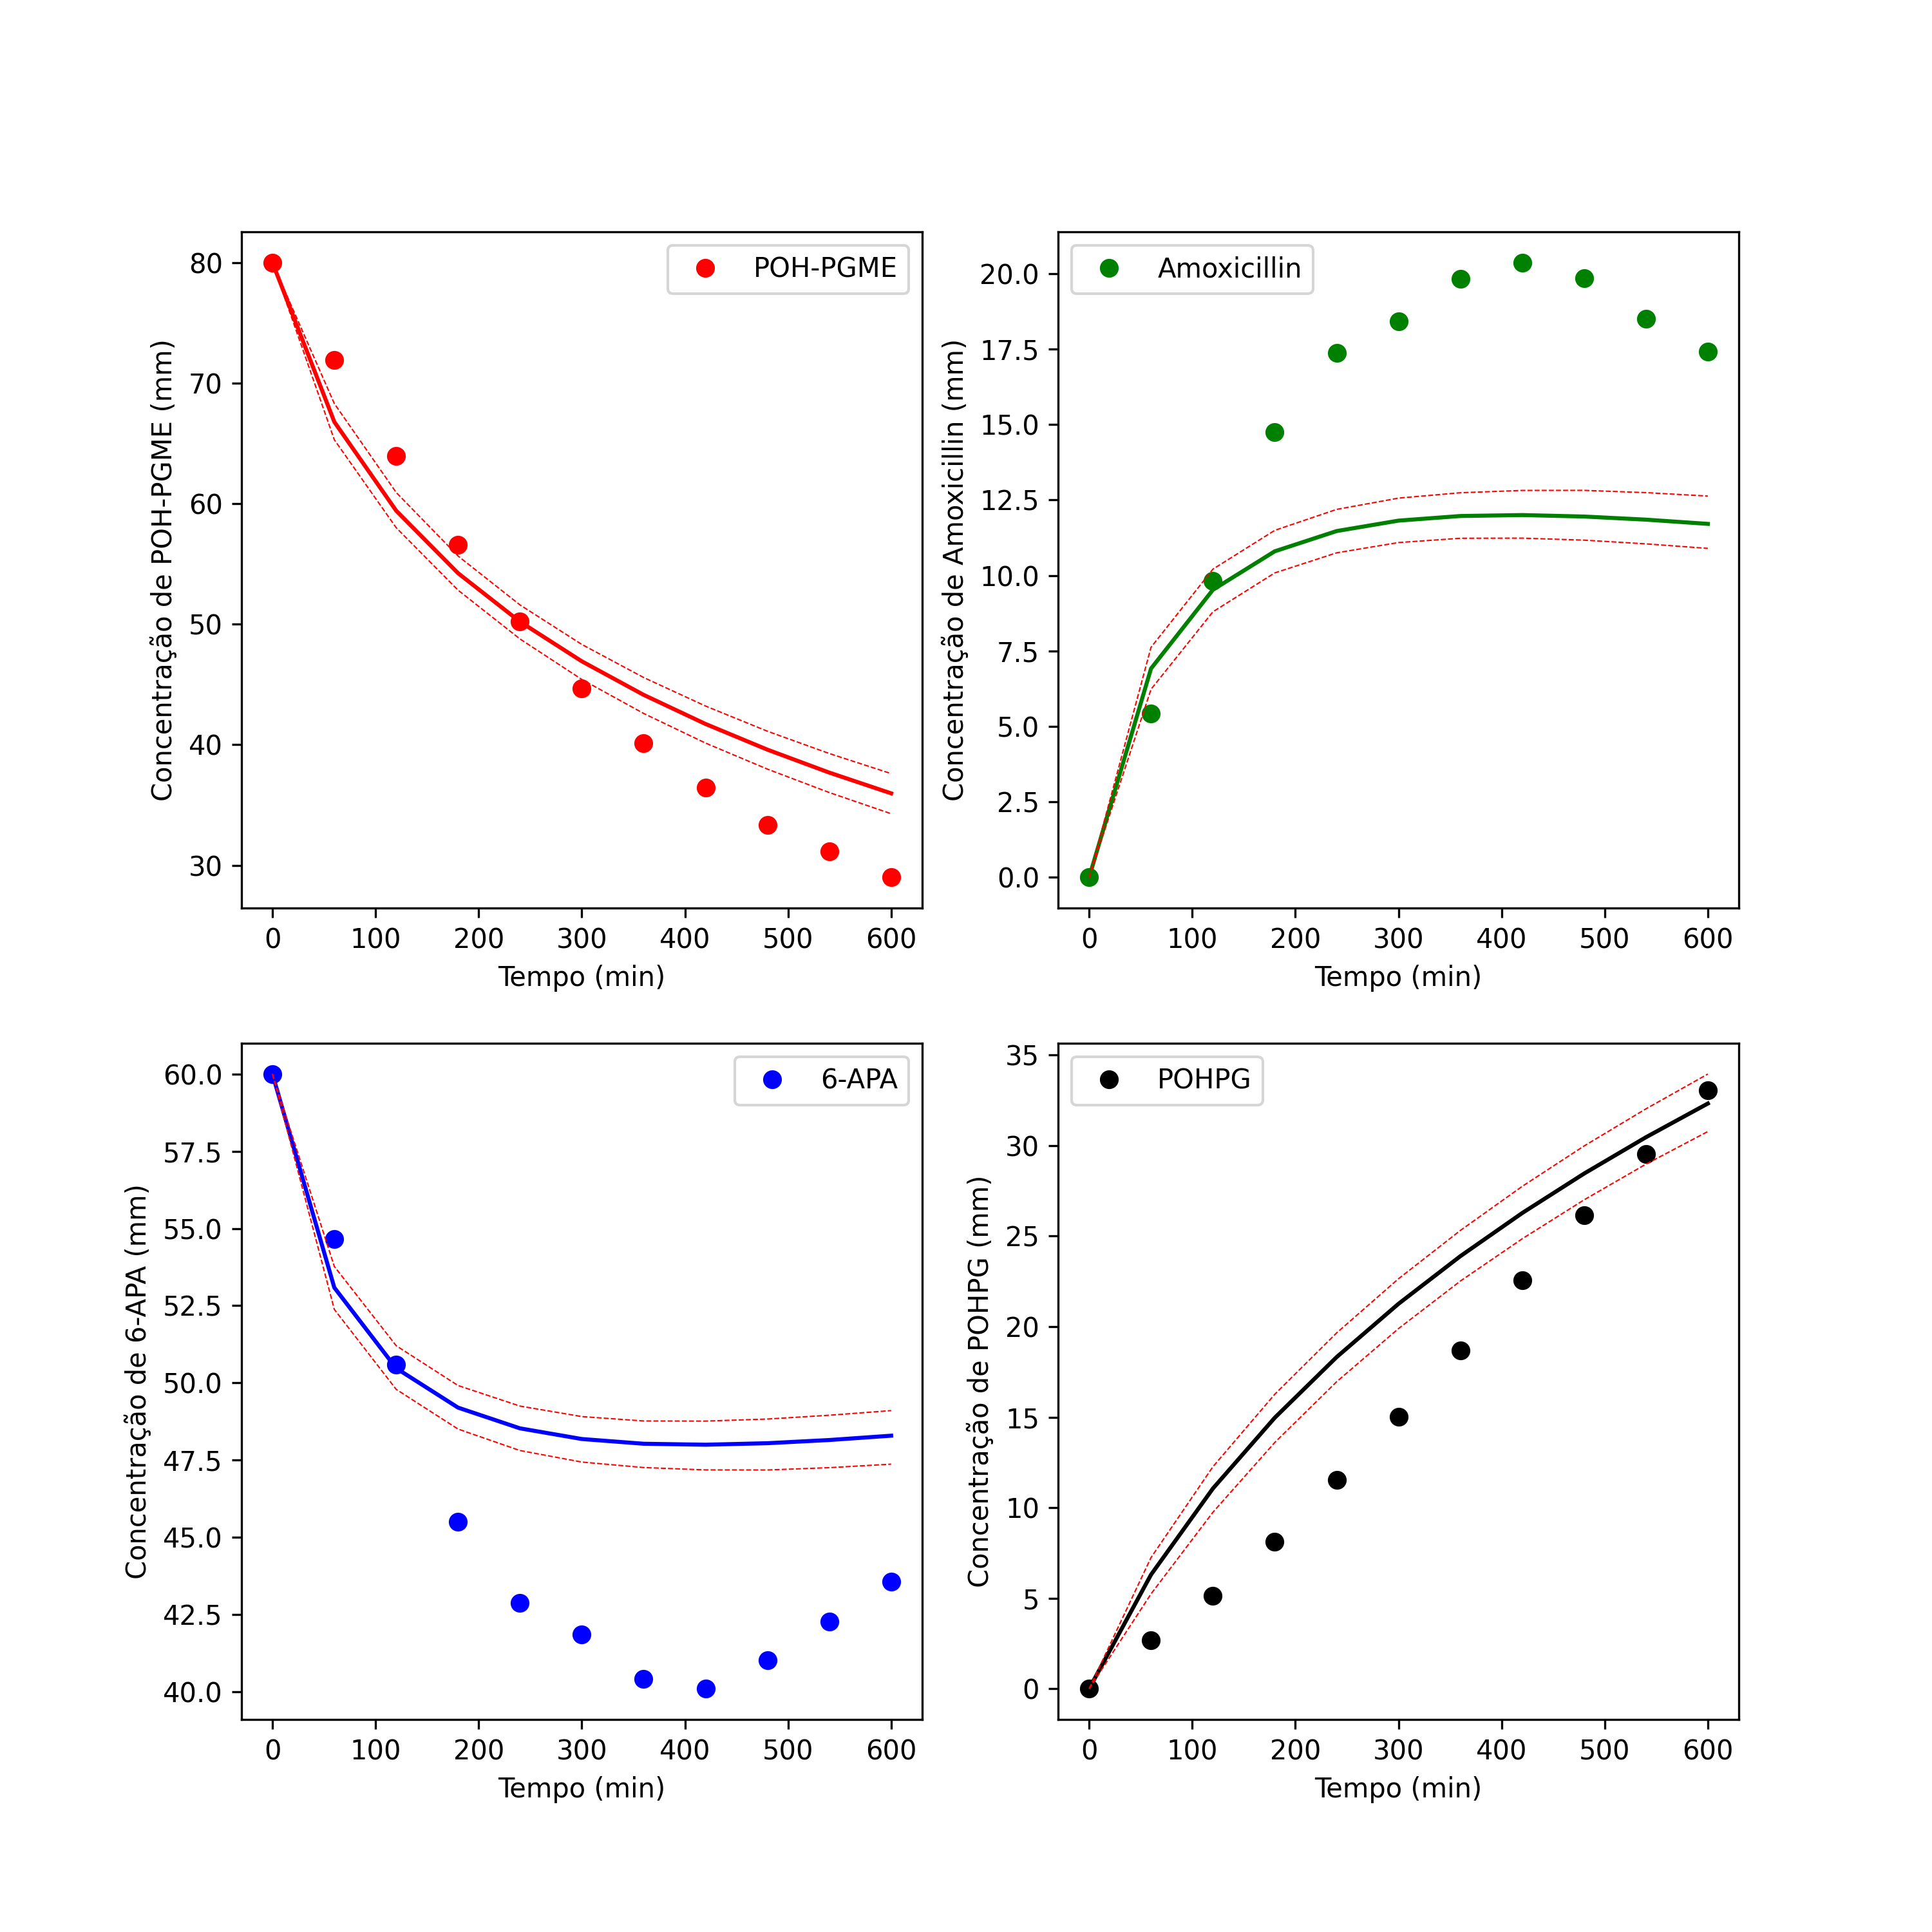 POH-PGME
Concentração de POH-PGME (mm)
80
70
60
50
40
30
0 100 200 300 400 500 600
Tempo (min)
Amoxicillin
Concentração de Amoxicillin (mm)
20.0
17.5
15.0
12.5
10.0
7.5
5.0
2.5
0.0
0 100 200 300 400 500 600
Tempo (min)
6-APA
Concentração de 6-APA (mm)
60.0
57.5
55.0
52.5
50.0
47.5
45.0
42.5
40.0
0 100 200 300 400 500 600
Tempo (min)
POHPG
Concentração de POHPG (mm)
35
30
25
20
15
10
5
0
0 100 200 300 400 500 600
Tempo (min)